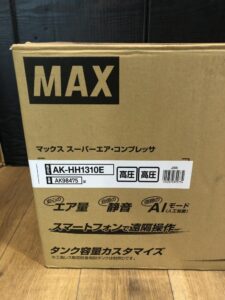 MAX
マックス スーパーエア・コンプレッサ
AK-HH1310E
AK98475
高圧 高圧
エア量 静音 AIモード
スマートフォンで遠隔操作
タンク容量カスタマイズ